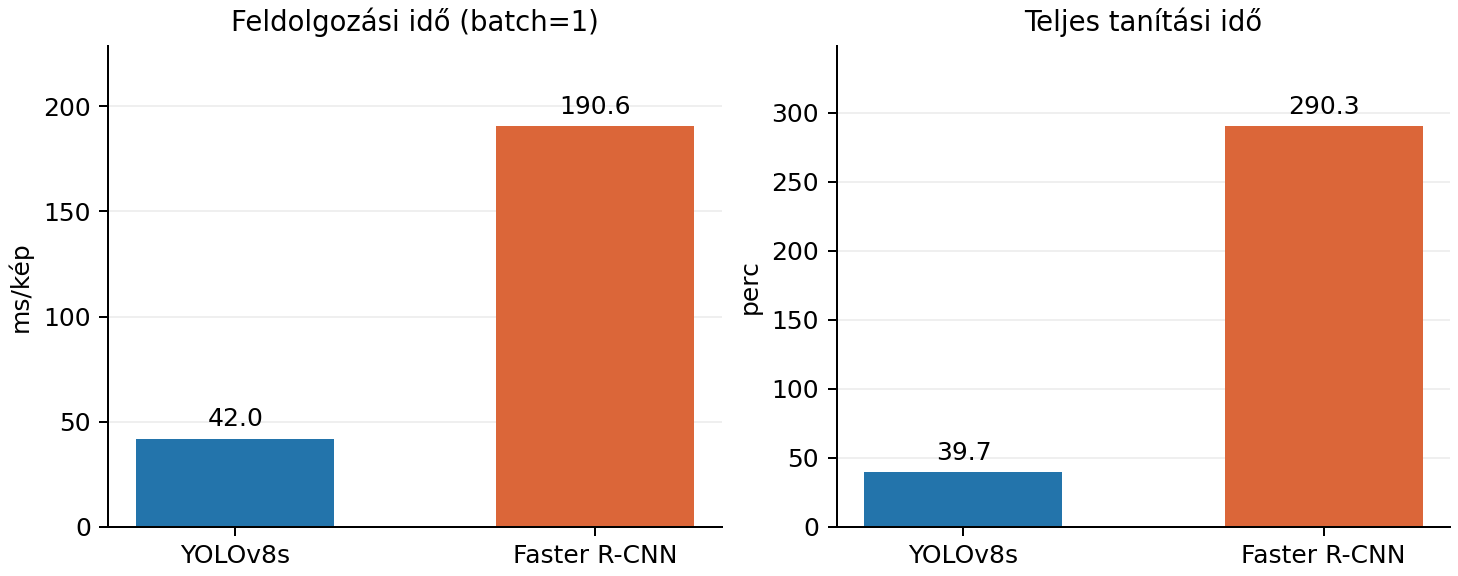 Feldolgozási idő (batch=1)
ms/kép
200
150
100
50
0
190.6
42.0
YOLOv8s
Faster R-CNN
Teljes tanítási idő
perc
300
250
200
150
100
50
0
290.3
39.7
YOLOv8s
Faster R-CNN